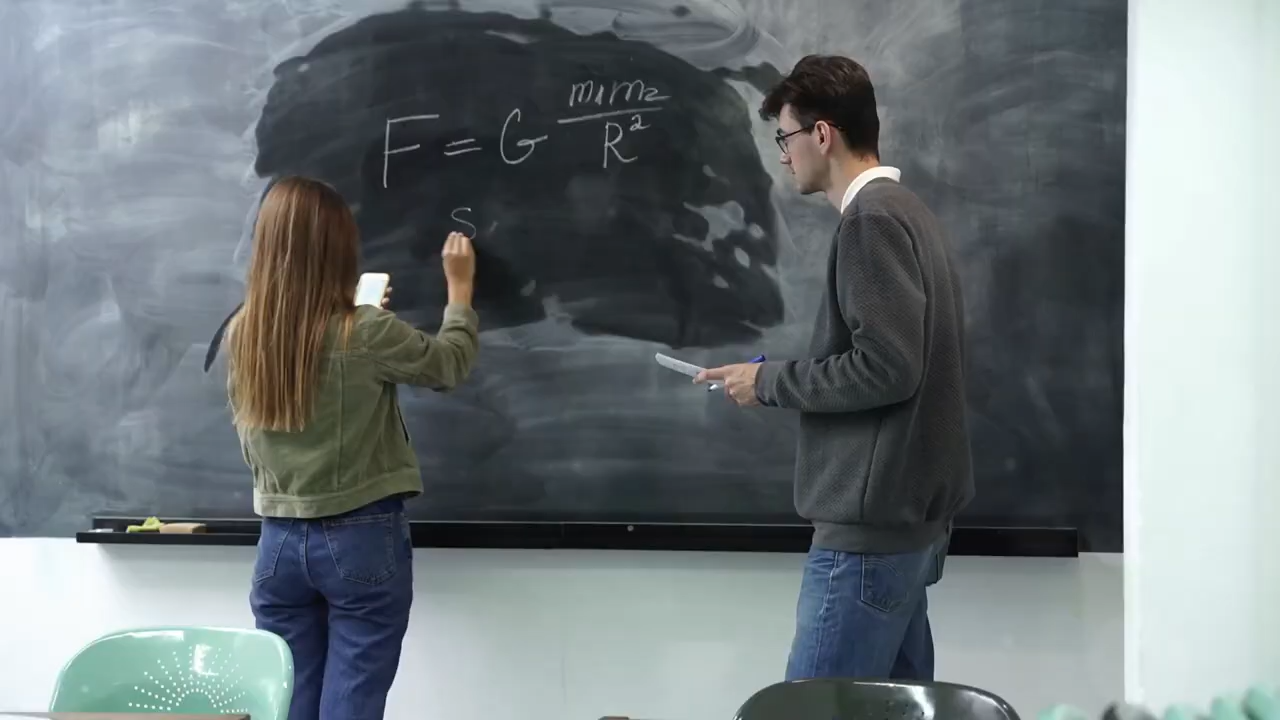 F = G m₁m₂/R²
S